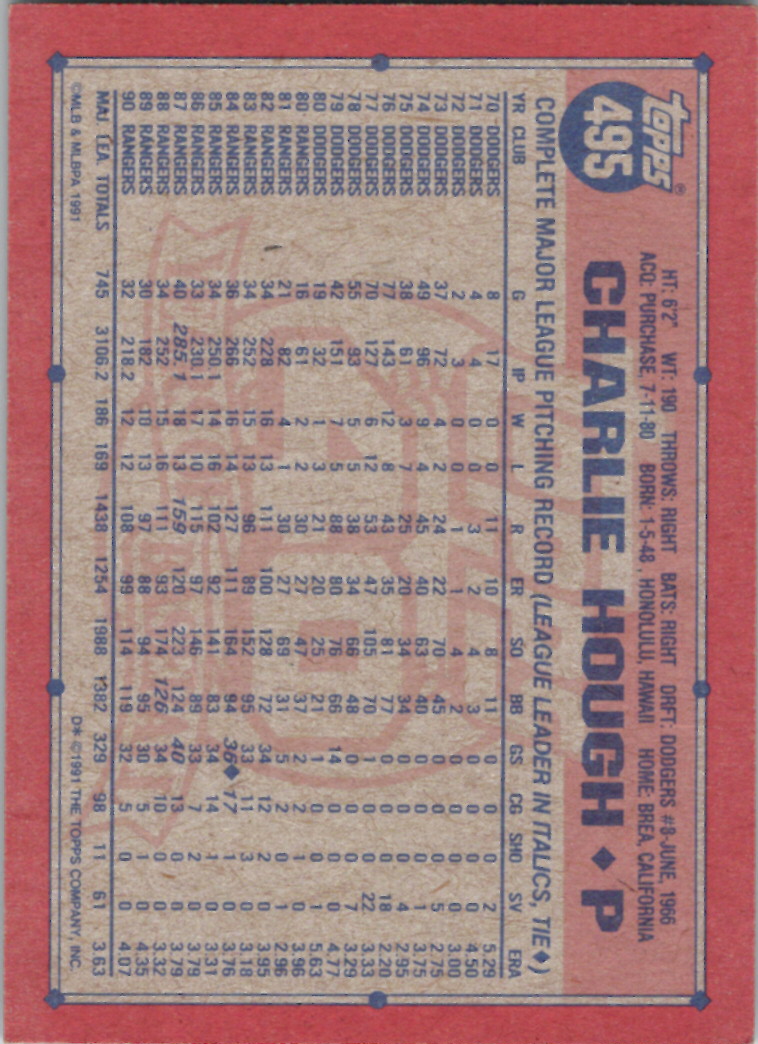 topps®
495
HT: 6'2" WT: 190 THROWS: RIGHT BATS: RIGHT DRFT: DODGERS #8-JUNE, 1966
ACQ: PURCHASE, 7-11-80 BORN: 1-5-48, HONOLULU, HAWAII HOME: BREA, CALIFORNIA
CHARLIE HOUGH ♦ P
COMPLETE MAJOR LEAGUE PITCHING RECORD (LEAGUE LEADER IN ITALICS, TIE♦)
YR CLUB G IP W L R ER SO BB GS CG SHO SV ERA
70 DODGERS 8 17 0 0 11 10 8 11 0 0 0 2 5.29
71 DODGERS 4 4 0 0 3 2 4 3 0 0 0 0 4.50
72 DODGERS 2 3 0 0 1 1 4 2 0 0 0 0 3.00
73 DODGERS 37 72 4 2 24 22 70 45 0 0 0 5 2.75
74 DODGERS 49 96 9 4 45 40 63 40 0 0 0 1 3.75
75 DODGERS 38 61 3 7 25 20 34 34 0 0 0 4 2.95
76 DODGERS 77 143 12 8 43 35 81 77 0 0 0 18 2.20
77 DODGERS 70 127 6 12 53 47 105 70 1 0 0 22 3.33
78 DODGERS 55 93 5 5 38 34 66 48 0 0 0 7 3.29
79 DODGERS 42 151 7 5 88 80 76 66 14 0 0 0 4.77
80 DODGERS 19 32 1 3 21 20 25 21 1 0 0 1 5.63
80 RANGERS 16 61 2 2 30 27 47 37 2 2 1 0 3.96
81 RANGERS 21 82 4 1 30 27 69 31 5 2 0 1 2.96
82 RANGERS 34 228 16 13 111 100 128 72 34 12 2 0 3.95
83 RANGERS 34 252 15 13 96 89 152 95 33 11 3 0 3.18
84 RANGERS 36 266 16 14 127 111 164 94 36♦ 17 1 0 3.76
85 RANGERS 34 250.1 14 16 102 92 141 83 34 14 1 0 3.31
86 RANGERS 33 230.1 17 10 115 97 146 89 33 7 2 0 3.79
87 RANGERS 40 285.1 18 13 159 120 223 124 40 13 0 0 3.79
88 RANGERS 34 252 15 16 111 93 174 126 34 10 0 0 3.32
89 RANGERS 30 182 10 13 97 88 94 95 30 5 1 0 4.35
90 RANGERS 32 218.2 12 12 108 99 114 119 32 5 0 0 4.07
MAJ. LEA. TOTALS 745 3106.2 186 169 1438 1254 1988 1382 329 98 11 61 3.63
©MLB & MLBPA 1991
D* ©1991 THE TOPPS COMPANY, INC.